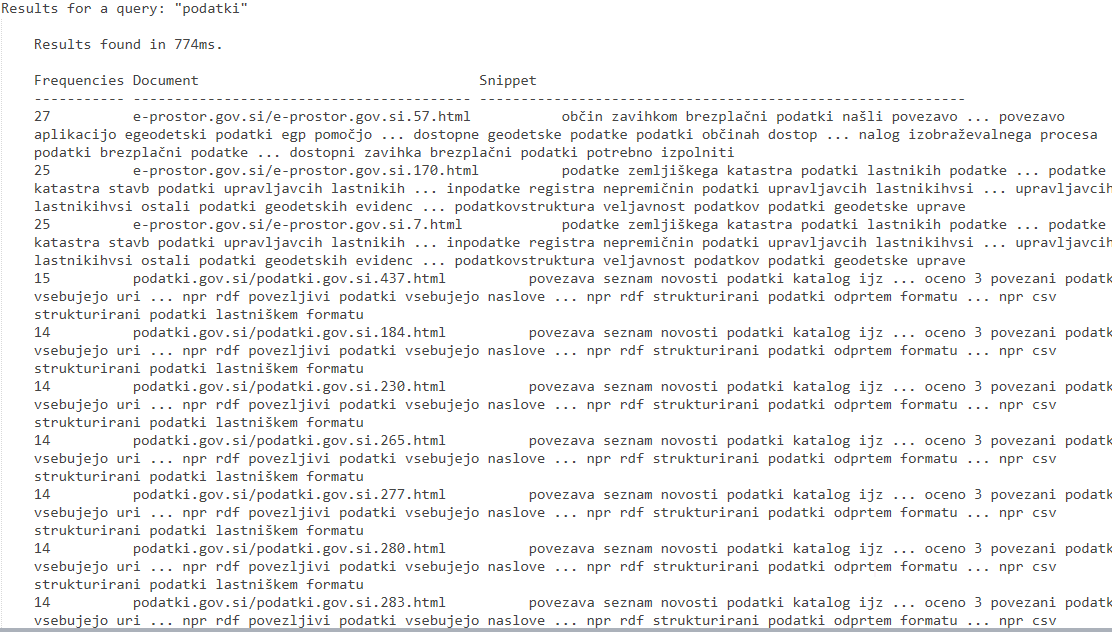 Results for a query: "podatki"
Results found in 774ms.
Frequencies Document Snippet
----------- ----------------------------------------- -----------------------------------------------------------
27 e-prostor.gov.si/e-prostor.gov.si.57.html občin zavihkom brezplačni podatki našli povezavo ... povezavo
aplikacijo egeodetski podatki egp pomočjo ... dostopne geodetske podatke podatki občinah dostop ... nalog izobraževalnega procesa
podatki brezplačni podatke ... dostopni zavihka brezplačni podatki potrebno izpolniti
25 e-prostor.gov.si/e-prostor.gov.si.170.html podatke zemljiškega katastra podatki lastnikih podatke ... podatke
katastra stavb podatki upravljavcih lastnikih ... inpodatke registra nepremičnin podatki upravljavcih lastnikihvsi ... upravljavcih
lastnikihvsi ostali podatki geodetskih evidenc ... podatkovstruktura veljavnost podatkov podatki geodetske uprave
25 e-prostor.gov.si/e-prostor.gov.si.7.html podatke zemljiškega katastra podatki lastnikih podatke ... podatke
katastra stavb podatki upravljavcih lastnikih ... inpodatke registra nepremičnin podatki upravljavcih lastnikihvsi ... upravljavcih
lastnikihvsi ostali podatki geodetskih evidenc ... podatkovstruktura veljavnost podatkov podatki geodetske uprave
15 podatki.gov.si/podatki.gov.si.437.html povezava seznam novosti podatki katalog ijz ... oceno 3 povezani podatk
vsebujejo uri ... npr rdf povezljivi podatki vsebujejo naslove ... npr rdf strukturirani podatki odprtem formatu ... npr csv
strukturirani podatki lastniškem formatu
14 podatki.gov.si/podatki.gov.si.184.html povezava seznam novosti podatki katalog ijz ... oceno 3 povezani podatk
vsebujejo uri ... npr rdf povezljivi podatki vsebujejo naslove ... npr rdf strukturirani podatki odprtem formatu ... npr csv
strukturirani podatki lastniškem formatu
14 podatki.gov.si/podatki.gov.si.230.html povezava seznam novosti podatki katalog ijz ... oceno 3 povezani podatk
vsebujejo uri ... npr rdf povezljivi podatki vsebujejo naslove ... npr rdf strukturirani podatki odprtem formatu ... npr csv
strukturirani podatki lastniškem formatu
14 podatki.gov.si/podatki.gov.si.265.html povezava seznam novosti podatki katalog ijz ... oceno 3 povezani podatk
vsebujejo uri ... npr rdf povezljivi podatki vsebujejo naslove ... npr rdf strukturirani podatki odprtem formatu ... npr csv
strukturirani podatki lastniškem formatu
14 podatki.gov.si/podatki.gov.si.277.html povezava seznam novosti podatki katalog ijz ... oceno 3 povezani podatk
vsebujejo uri ... npr rdf povezljivi podatki vsebujejo naslove ... npr rdf strukturirani podatki odprtem formatu ... npr csv
strukturirani podatki lastniškem formatu
14 podatki.gov.si/podatki.gov.si.280.html povezava seznam novosti podatki katalog ijz ... oceno 3 povezani podatk
vsebujejo uri ... npr rdf povezljivi podatki vsebujejo naslove ... npr rdf strukturirani podatki odprtem formatu ... npr csv
strukturirani podatki lastniškem formatu
14 podatki.gov.si/podatki.gov.si.283.html povezava seznam novosti podatki katalog ijz ... oceno 3 povezani podatk
vsebujejo uri ... npr rdf povezljivi podatki vsebujejo naslove ... npr rdf strukturirani podatki odprtem formatu ... npr csv